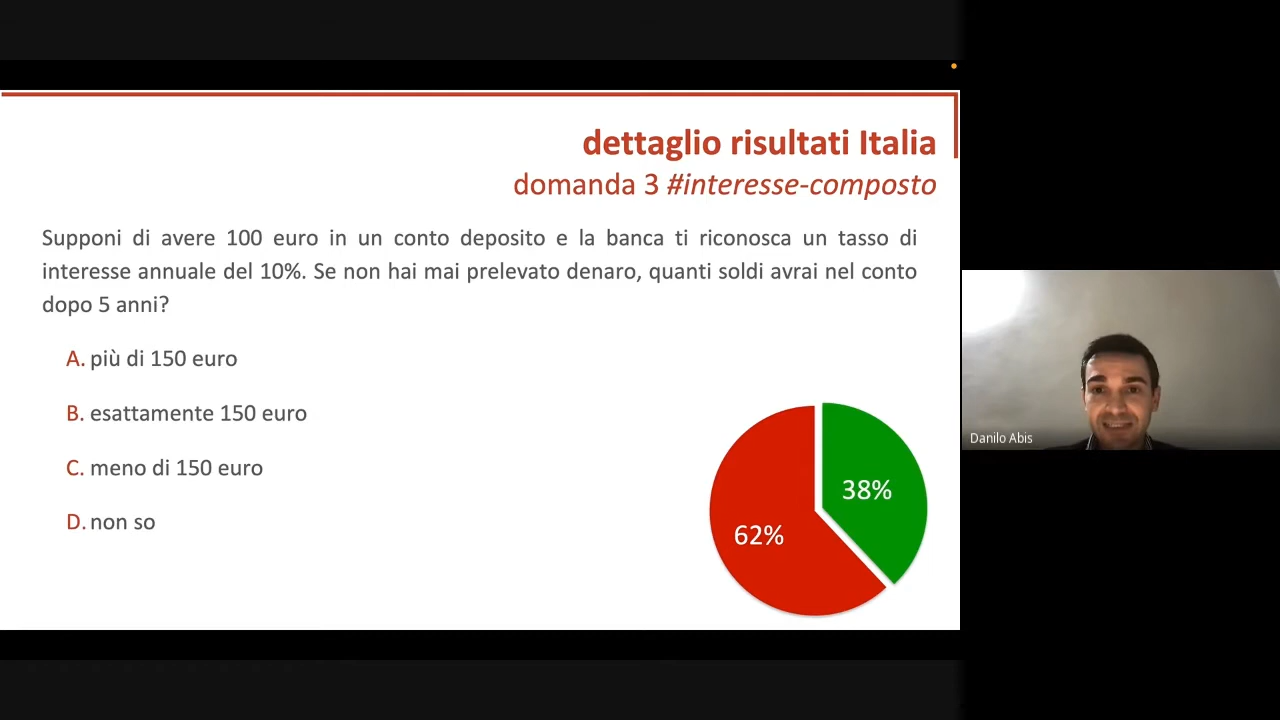 dettaglio risultati Italia
domanda 3 #interesse-composto
Supponi di avere 100 euro in un conto deposito e la banca ti riconosca un tasso di
interesse annuale del 10%. Se non hai mai prelevato denaro, quanti soldi avrai nel conto
dopo 5 anni?
A. più di 150 euro
B. esattamente 150 euro
C. meno di 150 euro
D. non so
38%
62%
Danilo Abis